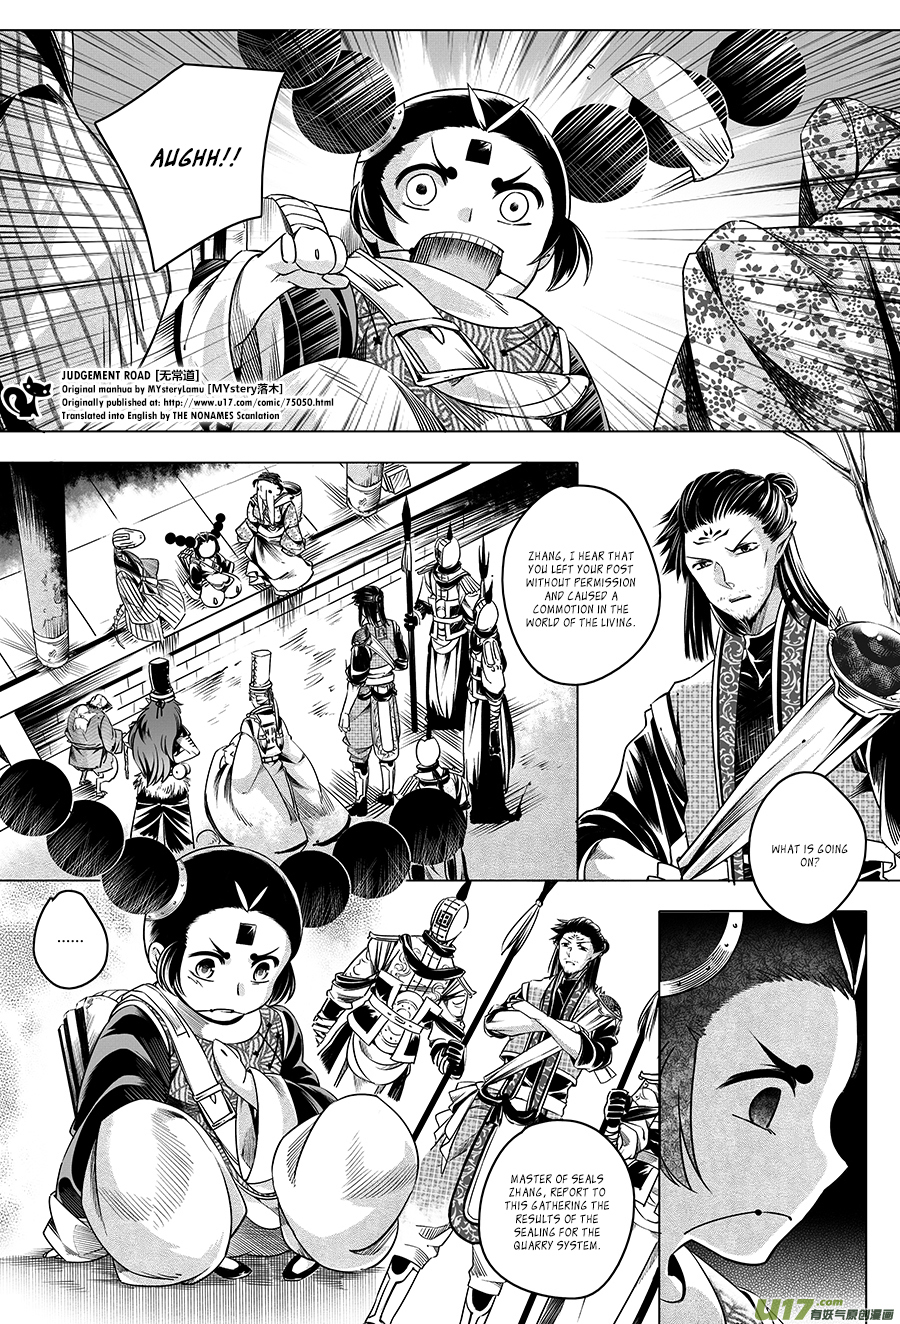 AUGHH!!
JUDGEMENT ROAD [无常道]
Original manhua by MYsteryLamu [MYstery落木]
Originally published at: http://www.u17.com/comic/75050.html
Translated into English by THE NONAMES Scanlation
ZHANG, I HEAR THAT
YOU LEFT YOUR POST
WITHOUT PERMISSION
AND CAUSED A
COMMOTION IN THE
WORLD OF THE LIVING.
WHAT IS GOING
ON?
......
MASTER OF SEALS
ZHANG, REPORT TO
THIS GATHERING THE
RESULTS OF THE
SEALING FOR THE
QUARRY SYSTEM.
U17.com
有妖气原创漫画